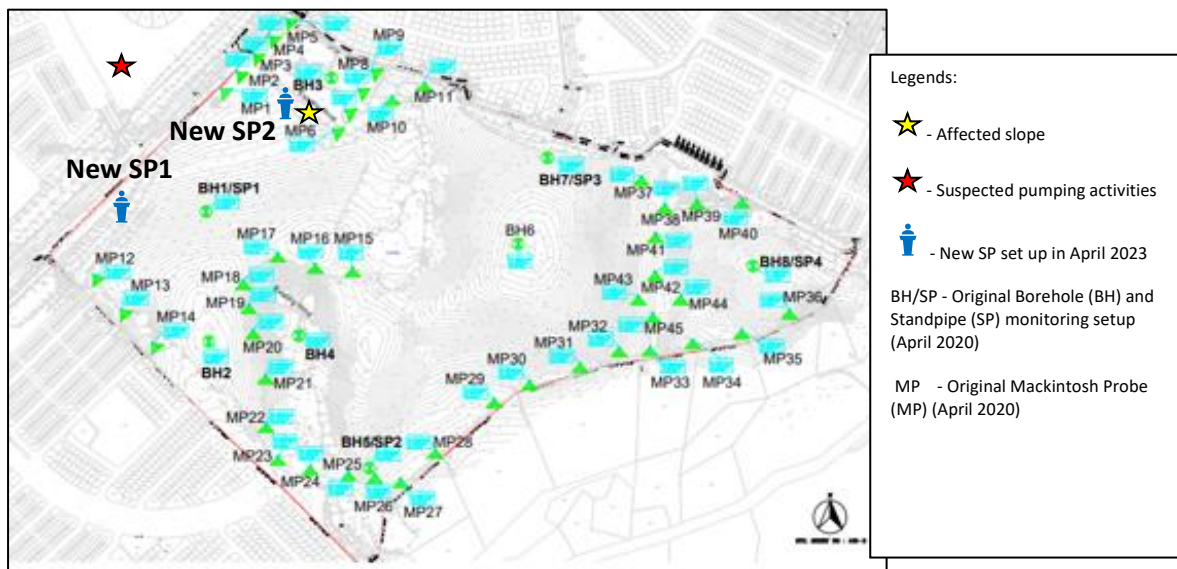 MP5
MP9
MP4
MP3
MP8
MP2
BH3
MP11
MP1
MP10
New SP2
MP6
New SP1
BH7/SP3
MP37
BH1/SP1
MP39
MP38
MP40
MP17
MP16
MP15
BH6
MP41
MP12
BH8/SP4
MP18
MP13
MP43
MP42
MP36
MP19
MP44
MP14
MP32
MP45
MP20
BH4
MP31
MP35
BH2
MP30
MP33
MP34
MP21
MP29
MP22
BH5/SP2
MP28
MP23
MP25
MP24
MP26
MP27
Legends:
- Affected slope
- Suspected pumping activities
- New SP set up in April 2023
BH/SP - Original Borehole (BH) and
Standpipe (SP) monitoring setup
(April 2020)
MP - Original Mackintosh Probe
(MP) (April 2020)